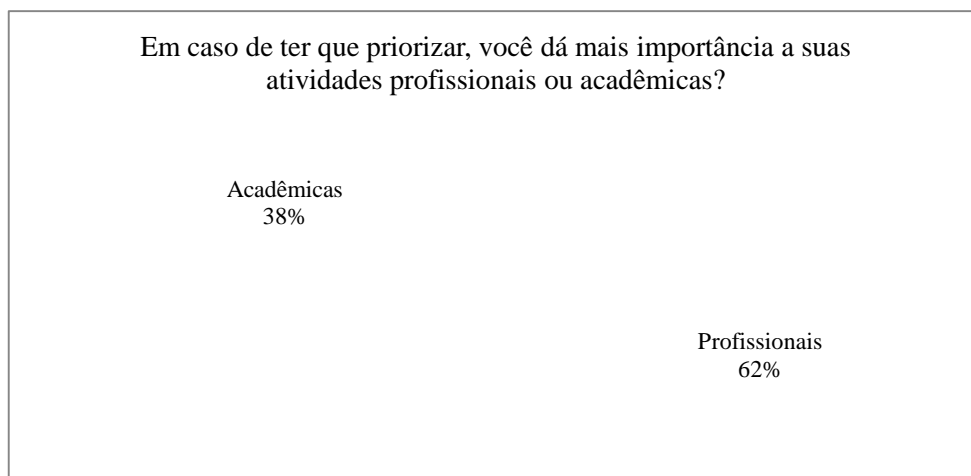 Em caso de ter que priorizar, você dá mais importância a suas
atividades profissionais ou acadêmicas?
Acadêmicas
38%
Profissionais
62%